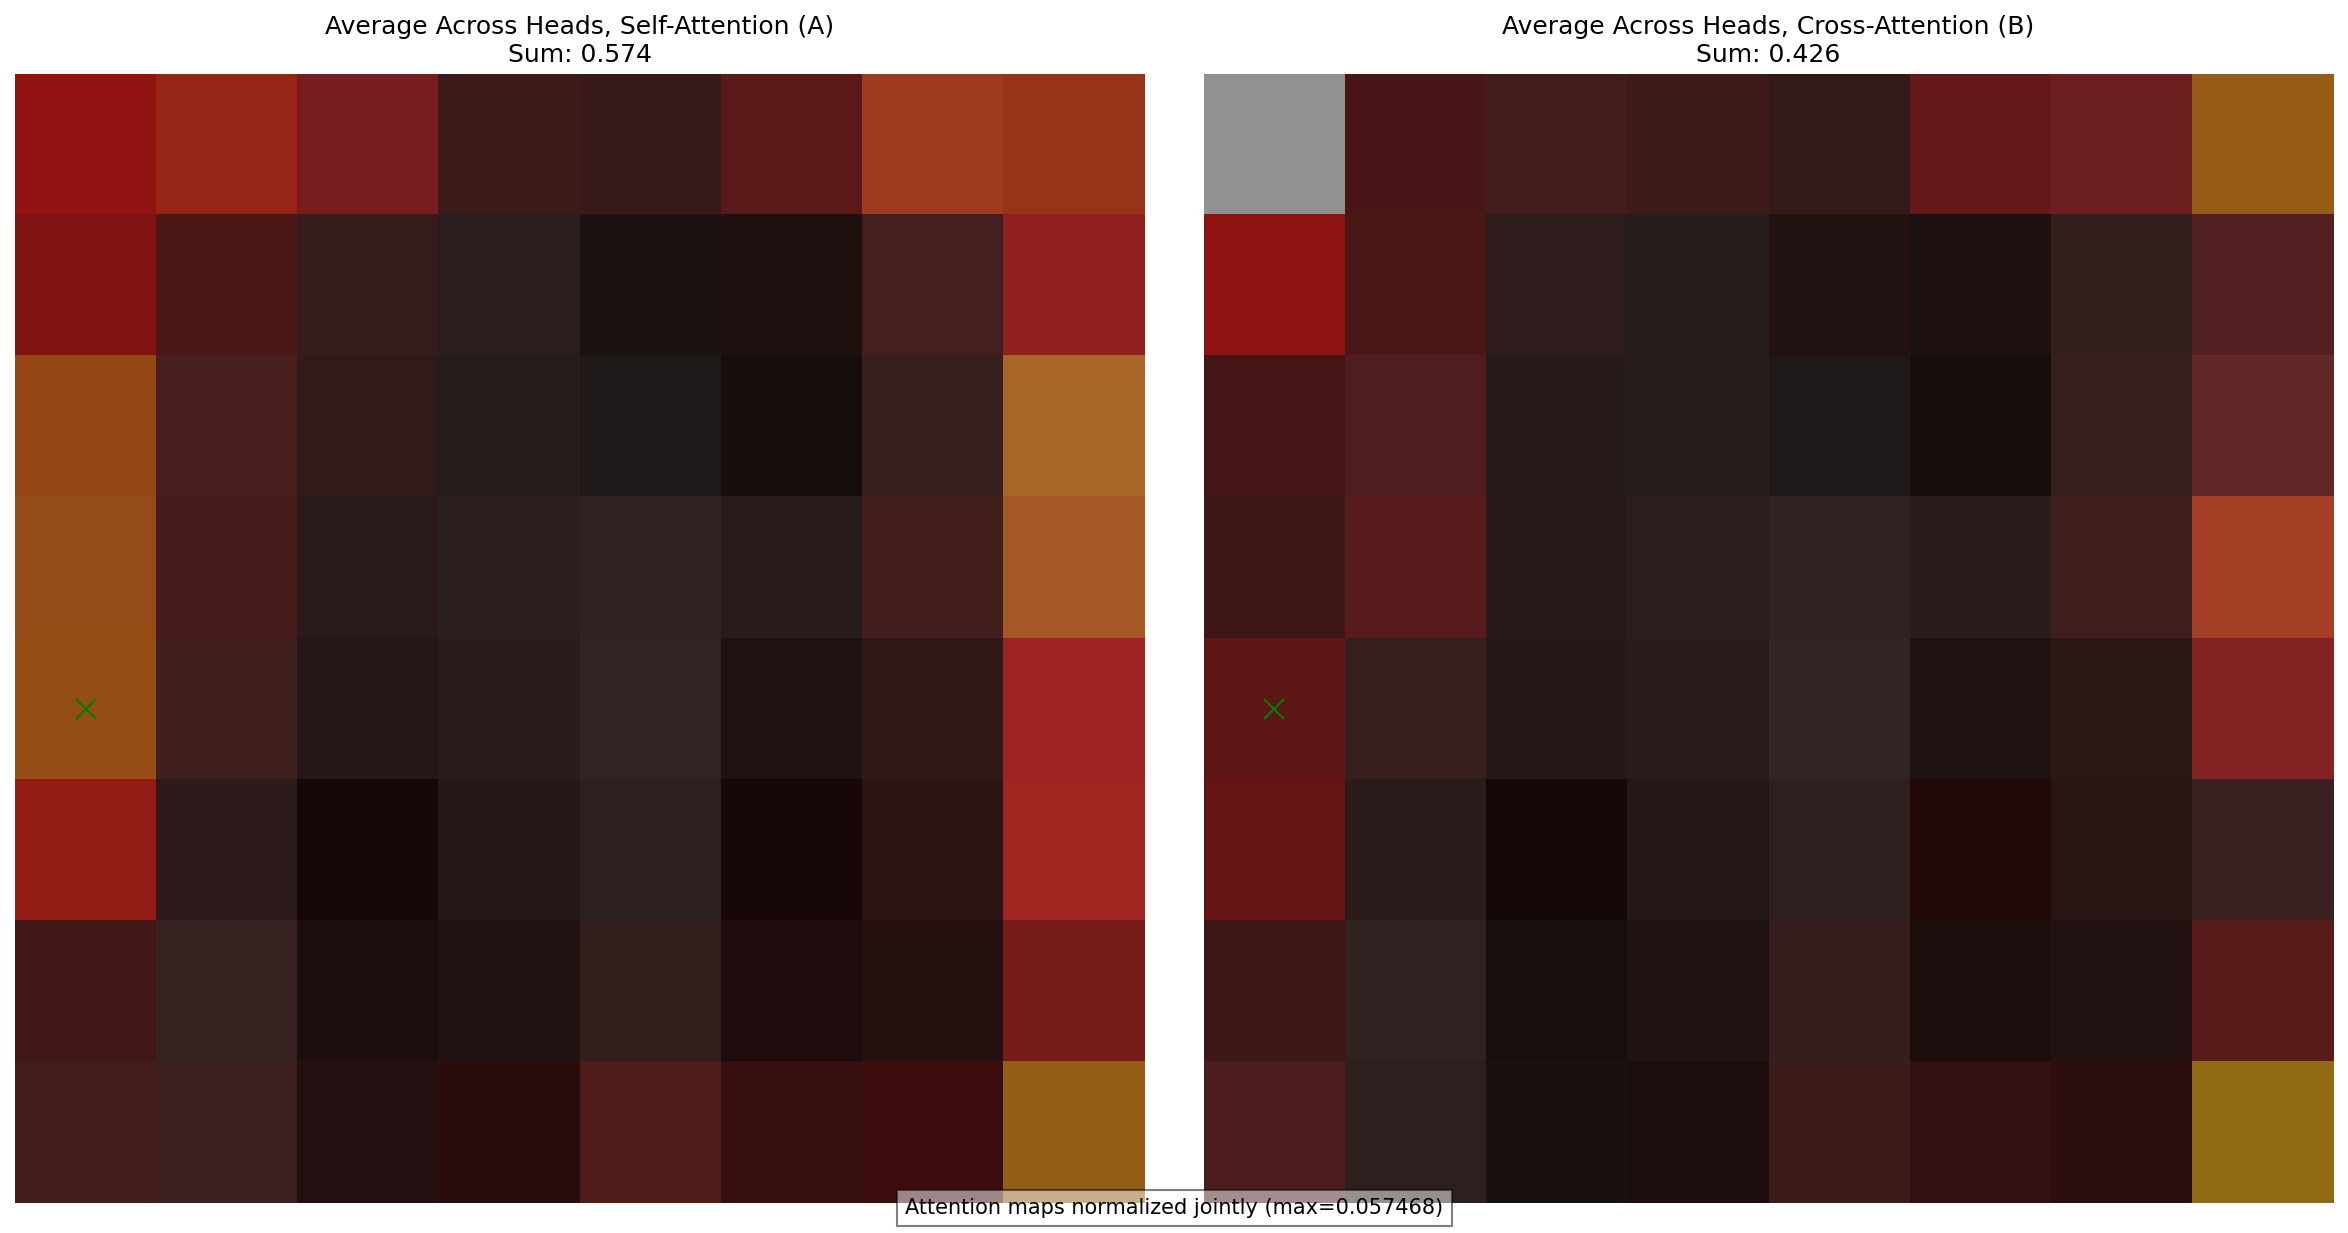 Average Across Heads, Self-Attention (A)
Sum: 0.574
Average Across Heads, Cross-Attention (B)
Sum: 0.426
Attention maps normalized jointly (max=0.057468)